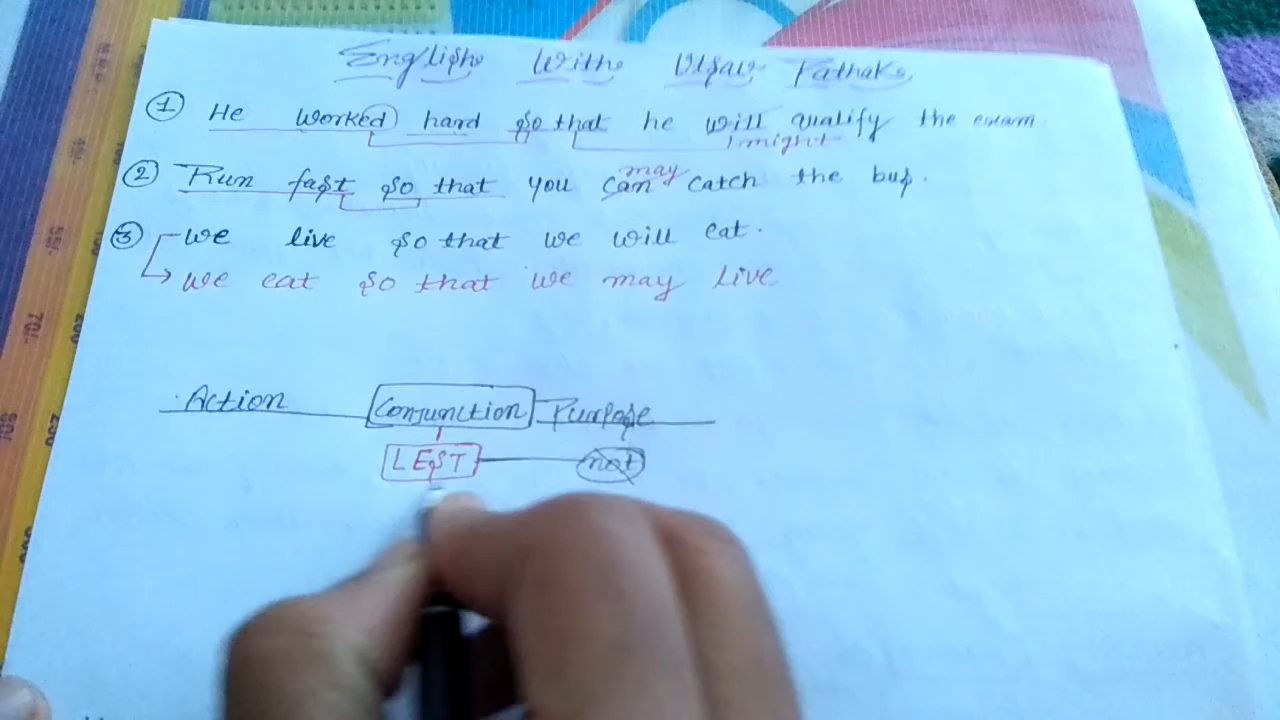 English With Utsav Pathak
① He worked hard so that he will qualify the exam
might
may
② Run fast so that you can catch the bus.
③ we live so that we will eat.
we eat so that we may live
Action Conjunction Purpose
LEST not